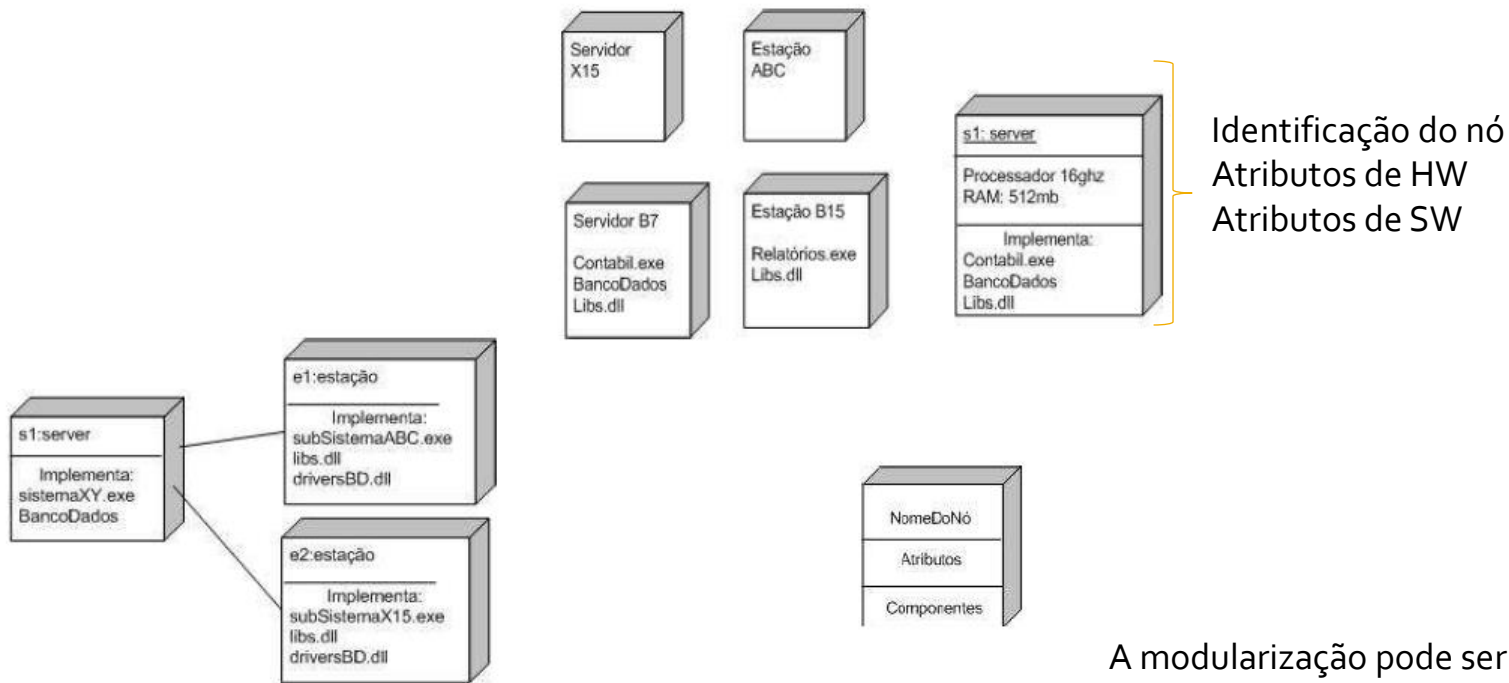 Servidor
X15
Estação
ABC
s1: server
Processador 16ghz
RAM: 512mb
Implementa:
Contabil.exe
BancoDados
Libs.dll
Identificação do nó
Atributos de HW
Atributos de SW
Servidor B7
Contabil.exe
BancoDados
Libs.dll
Estação B15
Relatórios.exe
Libs.dll
s1:server
Implementa:
sistemaXY.exe
BancoDados
e1:estação
Implementa:
subSistemaABC.exe
libs.dll
driversBD.dll
e2:estação
Implementa:
subSistemaX15.exe
libs.dll
driversBD.dll
NomeDoNó
Atributos
Componentes
A modularização pode ser